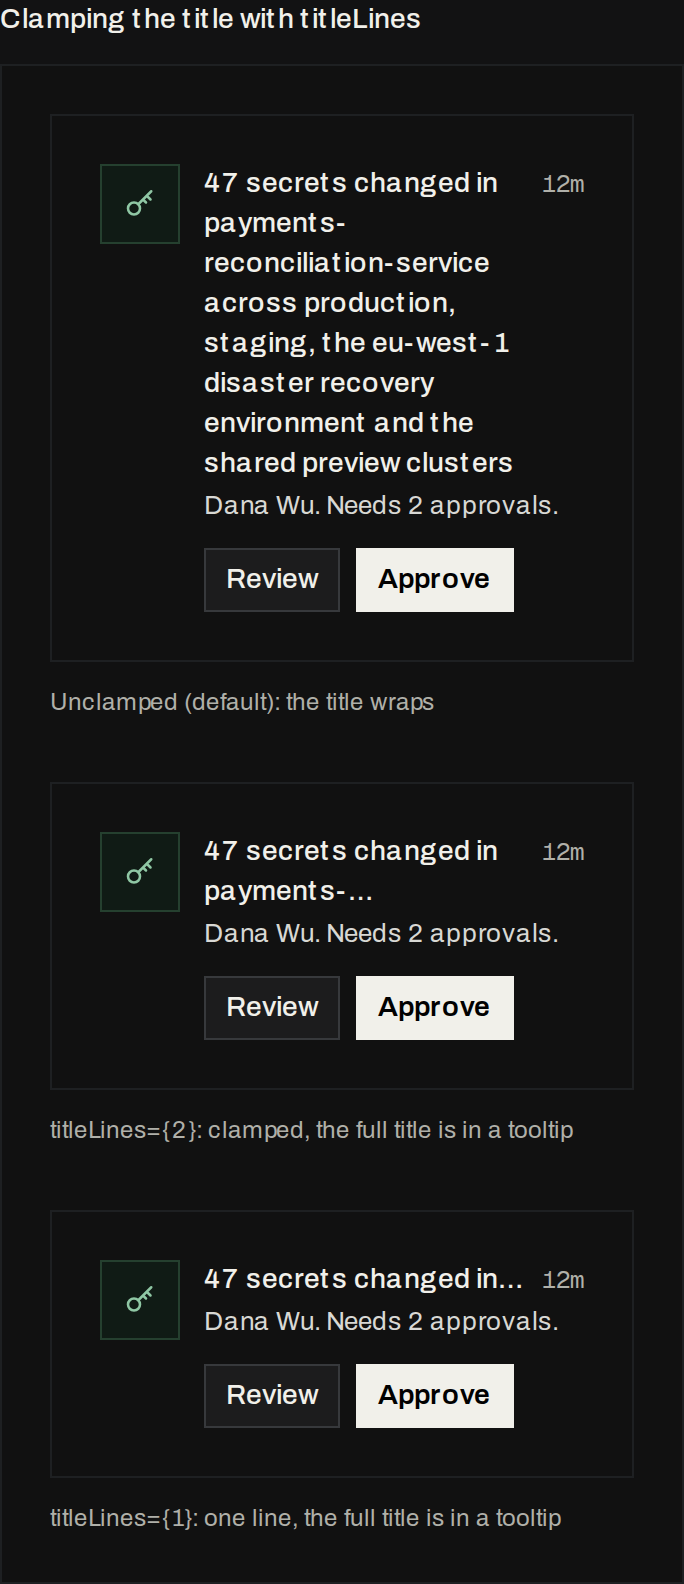 Clamping the title with titleLines
47 secrets changed in
12m
payments-
reconciliation-service
across production,
staging, the eu-west-1
disaster recovery
environment and the
shared preview clusters
Dana Wu. Needs 2 approvals.
Review
Approve
Unclamped (default): the title wraps
47 secrets changed in
12m
payments-…
Dana Wu. Needs 2 approvals.
Review
Approve
titleLines={2}: clamped, the full title is in a tooltip
47 secrets changed in…
12m
Dana Wu. Needs 2 approvals.
Review
Approve
titleLines={1}: one line, the full title is in a tooltip